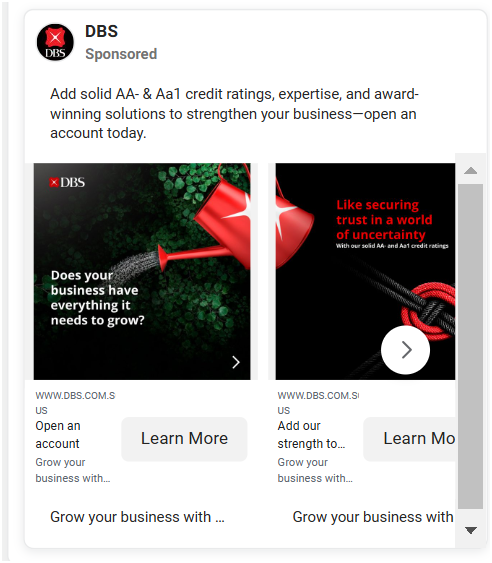 DBS
DBS
Sponsored
Add solid AA- & Aa1 credit ratings, expertise, and award-
winning solutions to strengthen your business—open an
account today.
DBS
Does your
business have
everything it
needs to grow?
Like securing
trust in a world
of uncertainty
With our solid AA- and Aa1 credit ratings
WWW.DBS.COM.S
US
Open an
account
Grow your
business with...
Learn More
WWW.DBS.COM.S
US
Add our
strength to...
Grow your
business with...
Learn Mo
Grow your business with ...
Grow your business with